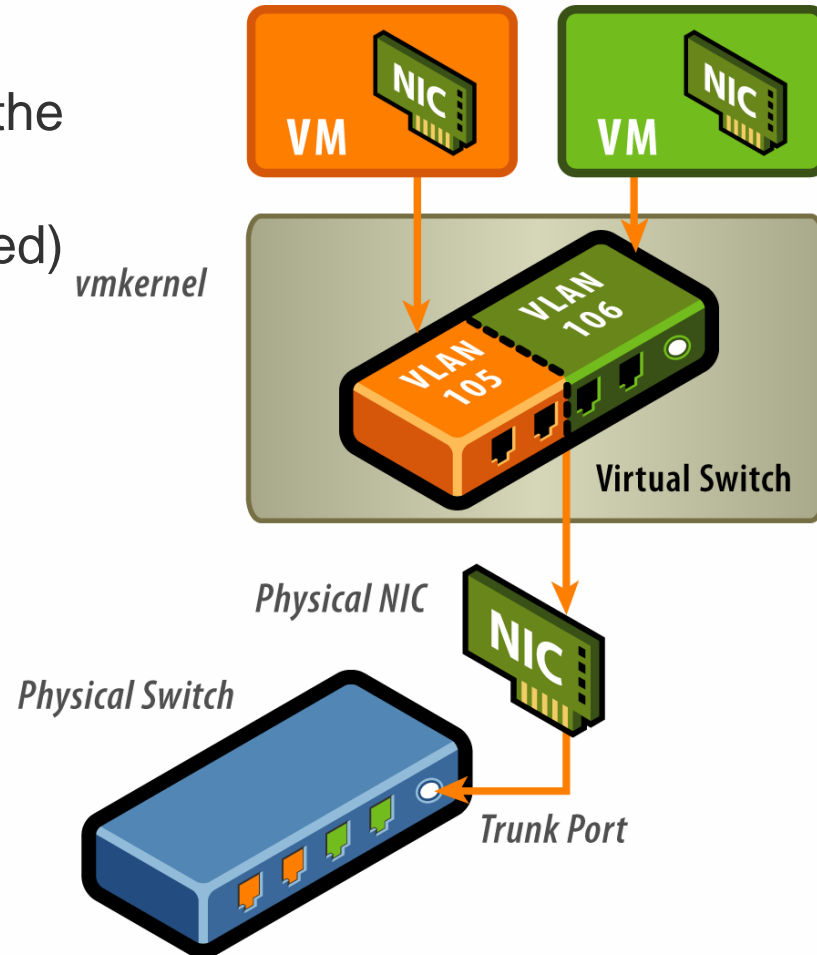 the
ed)
NIC
VM
NIC
VM
vmkernel
VLAN
106
VLAN
105
Virtual Switch
Physical NIC
NIC
Physical Switch
Trunk Port